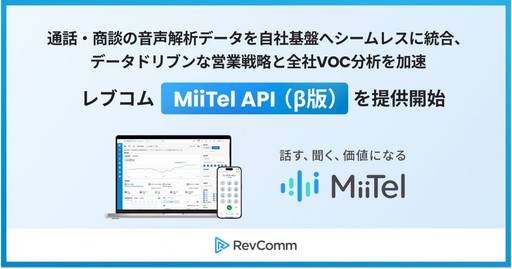 通話・商談の音声解析データを自社基盤へシームレスに統合、
データドリブンな営業戦略と全社VOC分析を加速
レブコム MiiTel API（β版）を提供開始
話す、聞く、価値になる
MiiTel
RevComm